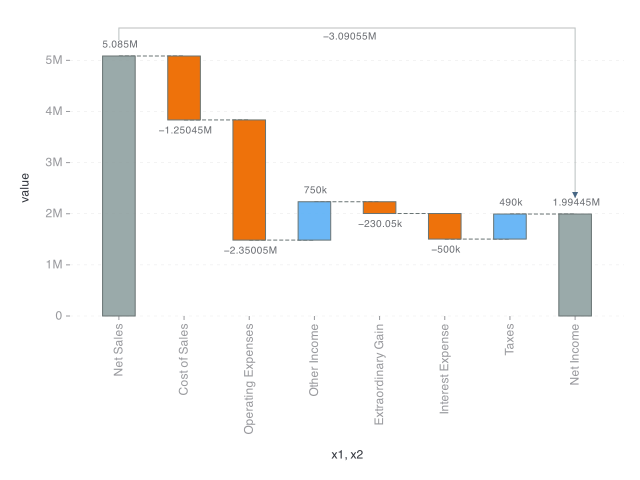 −3.09055M
5.085M
5M
4M
−1.25045M
3M
value
750k
490k
1.99445M
2M
−230.05k
−2.35005M
−500k
1M
0
Net Sales
Cost of Sales
Operating Expenses
Other Income
Extraordinary Gain
Interest Expense
Taxes
Net Income
x1, x2